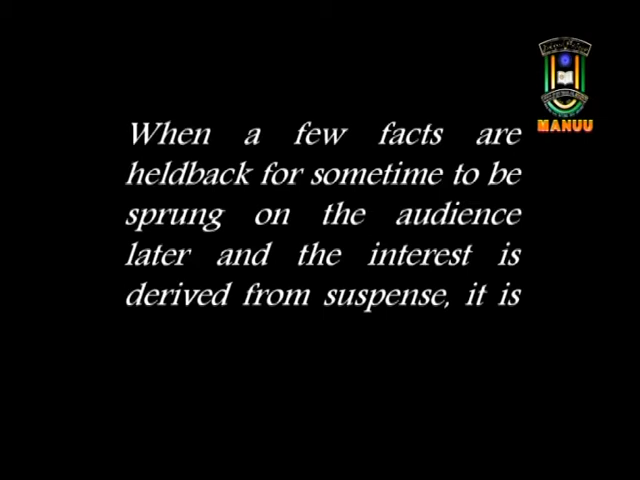 MANUU
When a few facts are
heldback for sometime to be
sprung on the audience
later and the interest is
derived from suspense, it is